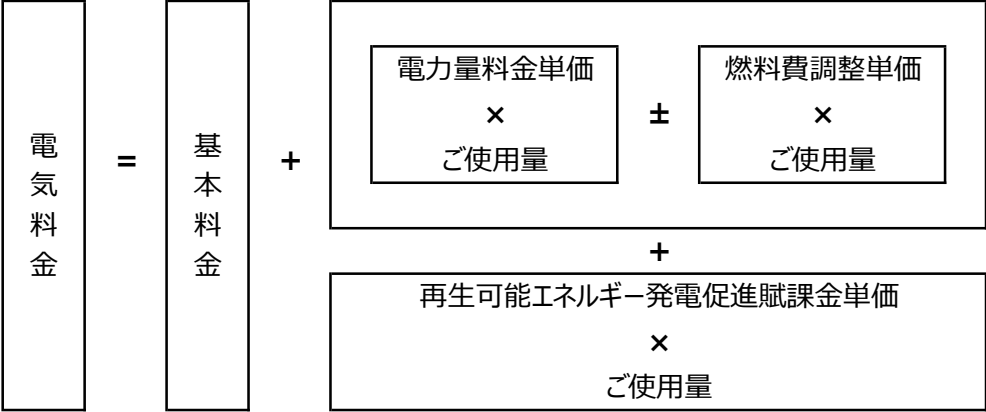 電気料金
=
基本料金
+
電力量料金単価
×
ご使用量
±
燃料費調整単価
×
ご使用量
+
再生可能エネルギー発電促進賦課金単価
×
ご使用量